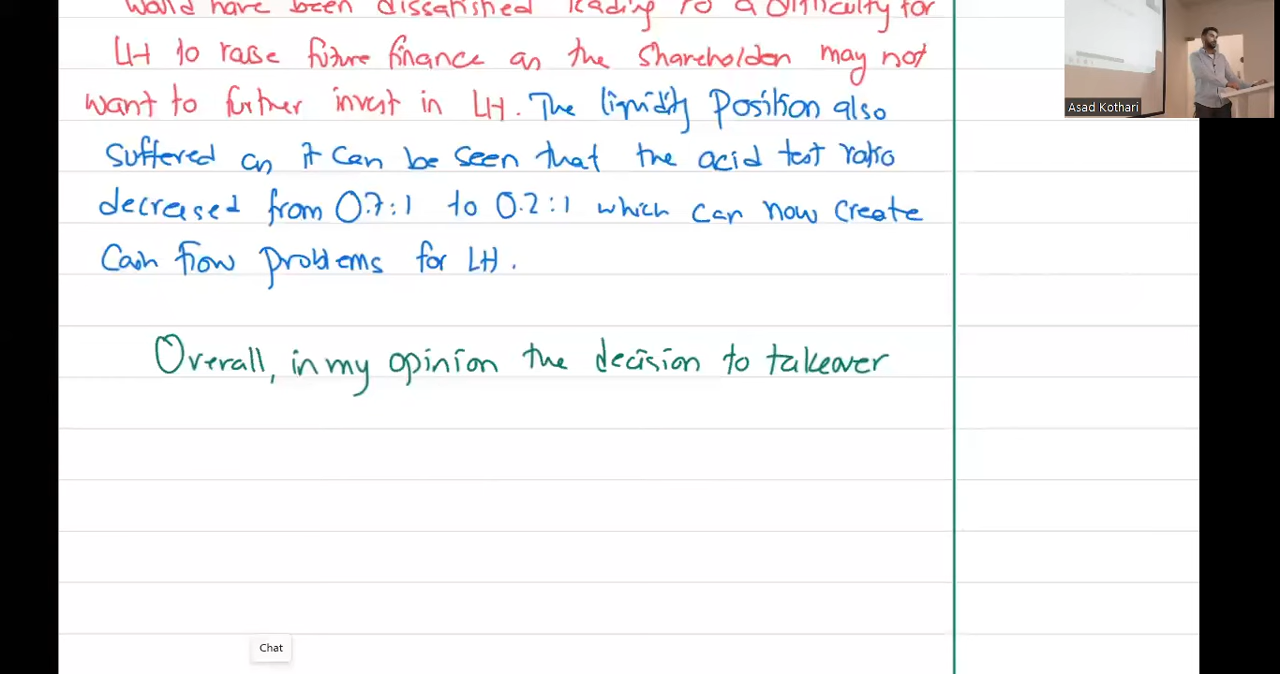 would have been dissatisfied leading to a difficulty for
LH to raise future finance as the shareholders may not
want to further invest in LH. The liquidity position also
suffered as it can be seen that the acid test ratio
decreased from 0.7:1 to 0.2:1 which can now create
Cash flow problems for LH.
Overall, in my opinion the decision to takeover
Chat
Asad Kothari